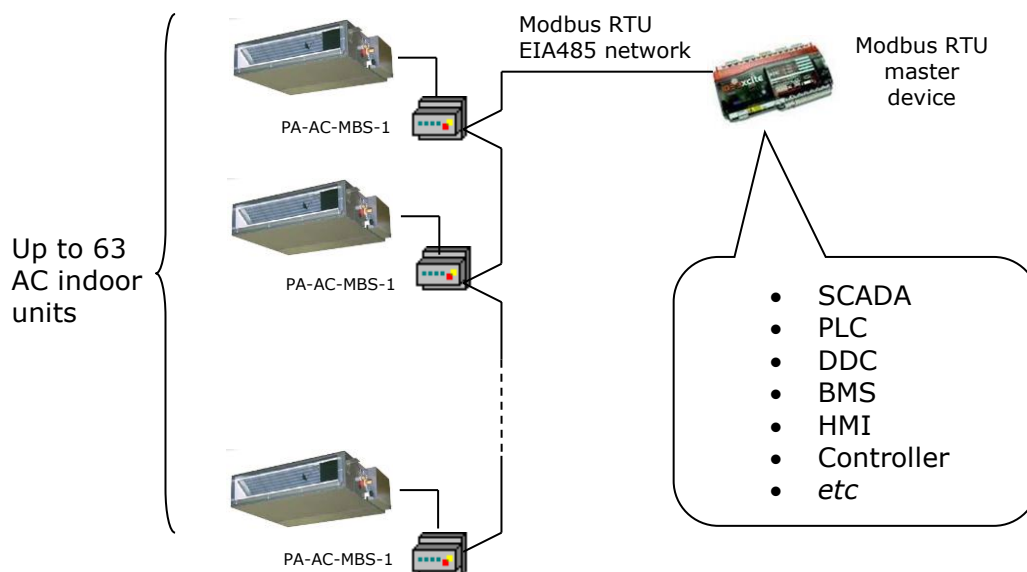 Modbus RTU
EIA485 network
Modbus RTU
master
device
PA-AC-MBS-1
Up to 63
AC indoor
units
PA-AC-MBS-1
PA-AC-MBS-1
• SCADA
• PLC
• DDC
• BMS
• HMI
• Controller
• etc